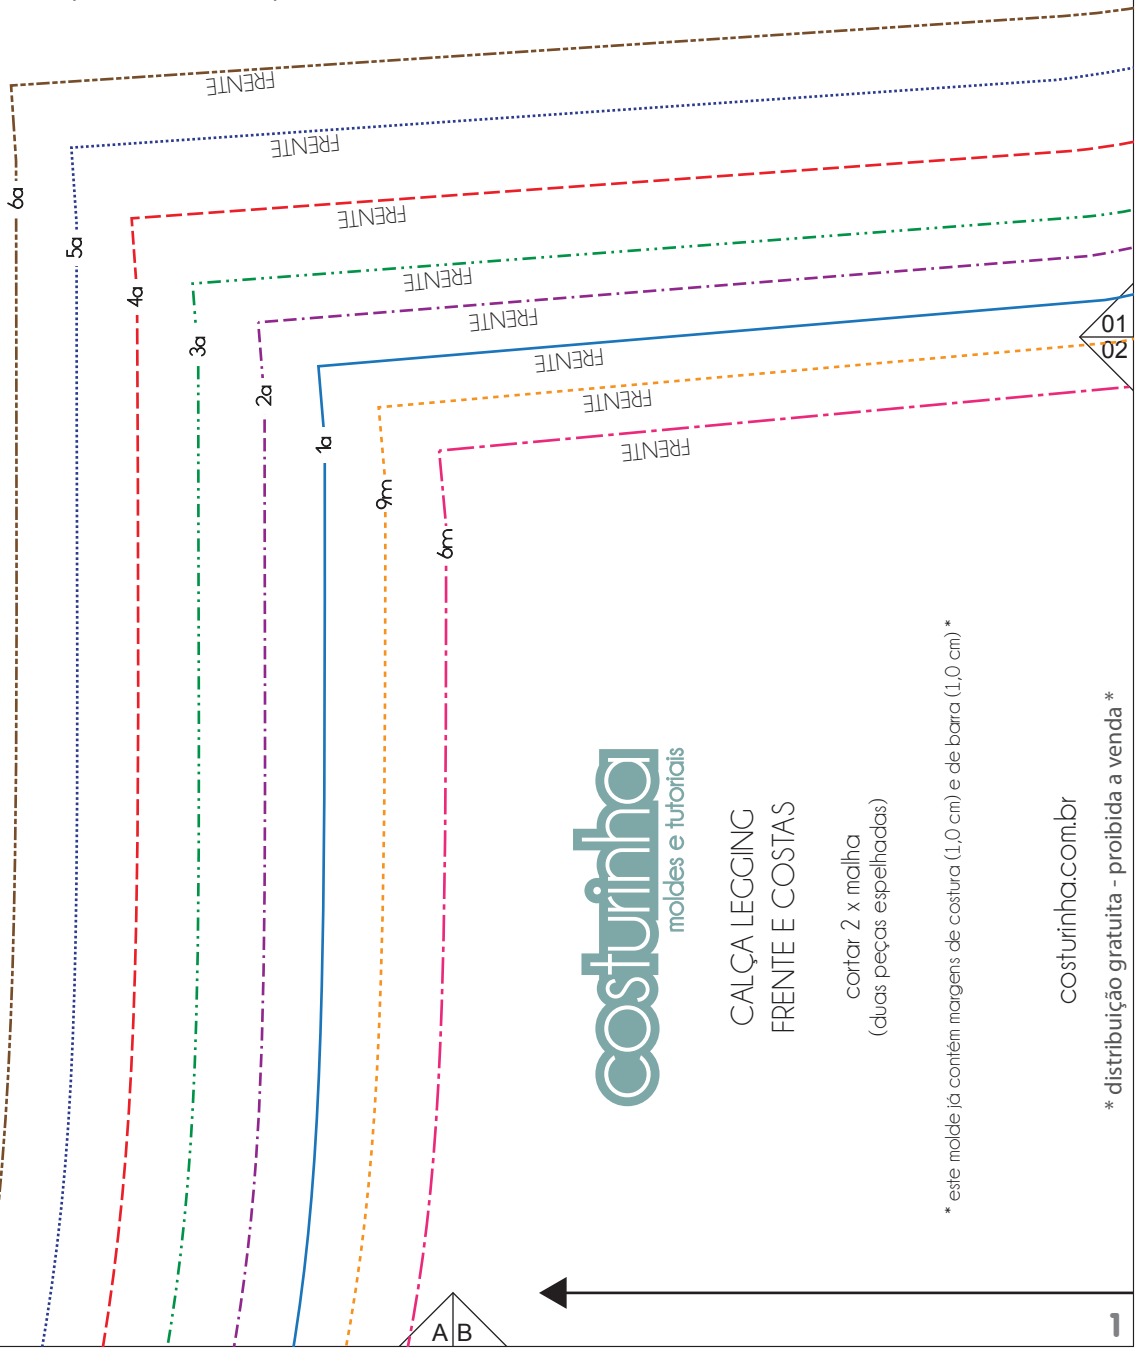 FRENTE
FRENTE
FRENTE
FRENTE
FRENTE
FRENTE
FRENTE
FRENTE
6a
5a
4a
3a
2a
1a
9m
6m
01
02
costurinha
moldes e tutoriais
CALÇA LEGGING
FRENTE E COSTAS
cortar 2 x malha
(duas peças espelhadas)
* este molde já contém margens de costura (1,0 cm) e de barra (1,0 cm) *
costurinha.com.br
* distribuição gratuita - proibida a venda *
A B
1